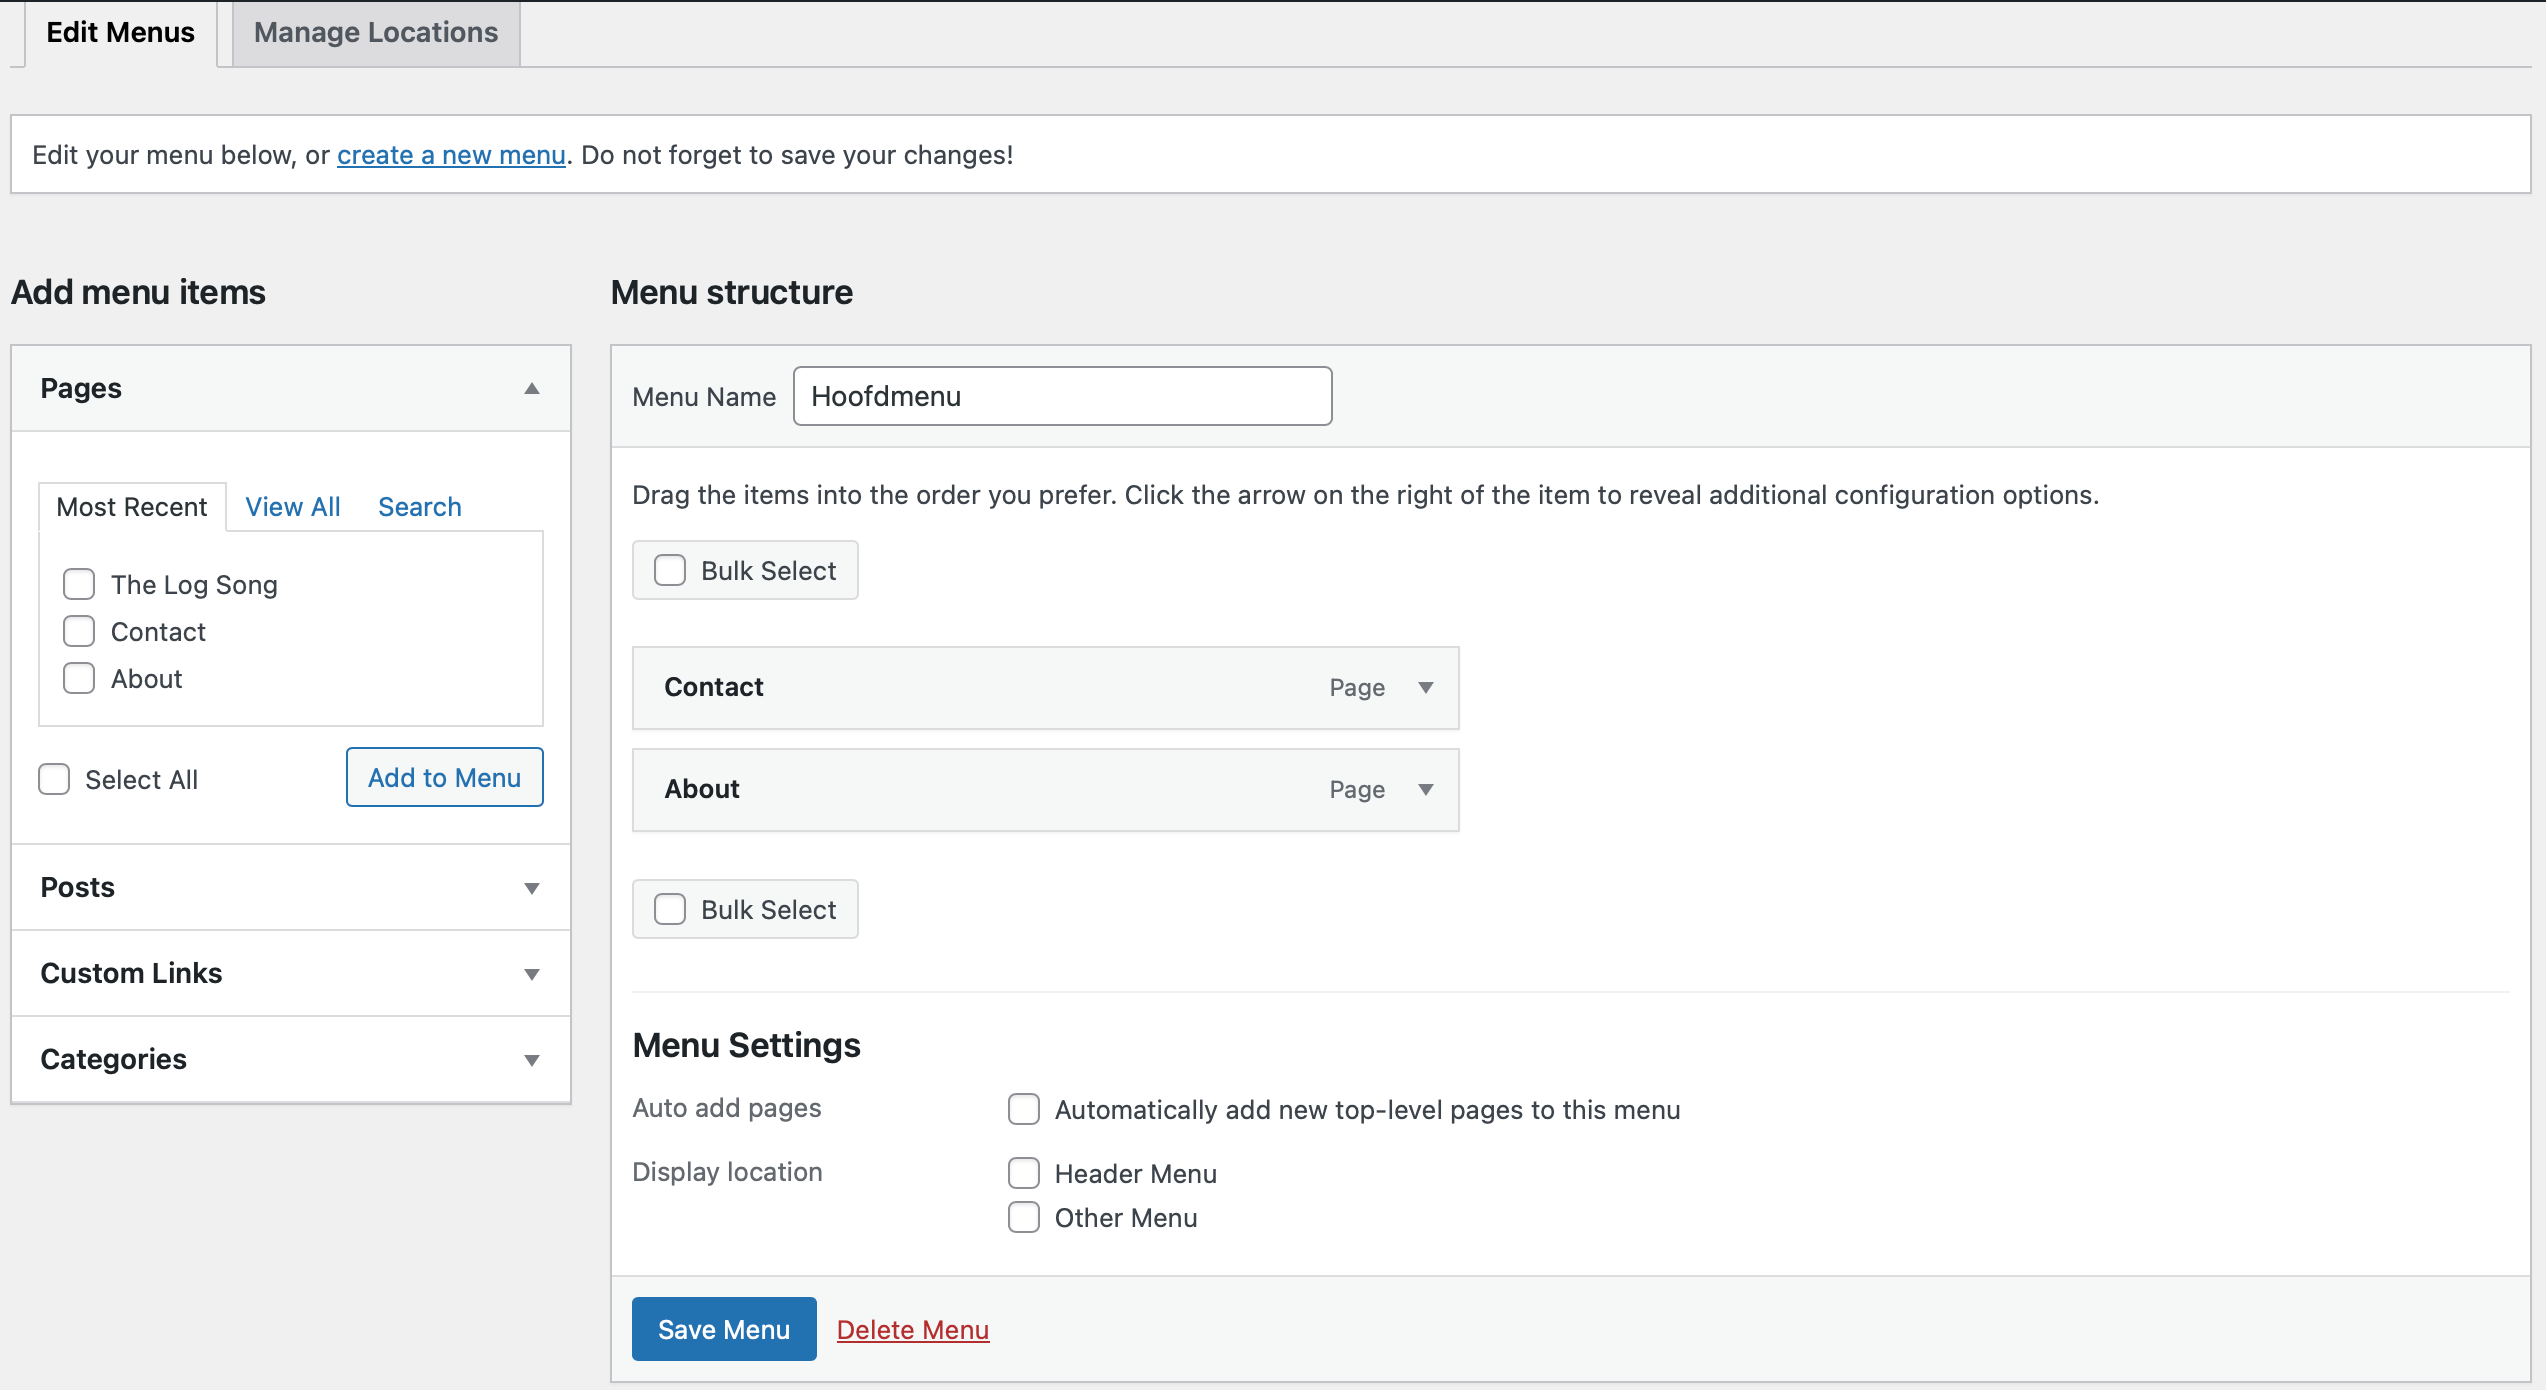 Edit Menus
Manage Locations
Edit your menu below, or create a new menu. Do not forget to save your changes!
Add menu items
Pages
Most Recent
View All
Search
The Log Song
Contact
About
Select All
Add to Menu
Posts
Custom Links
Categories
Menu structure
Menu Name
Hoofdmenu
Drag the items into the order you prefer. Click the arrow on the right of the item to reveal additional configuration options.
Bulk Select
Contact
Page
About
Page
Bulk Select
Menu Settings
Auto add pages
Automatically add new top-level pages to this menu
Display location
Header Menu
Other Menu
Save Menu
Delete Menu